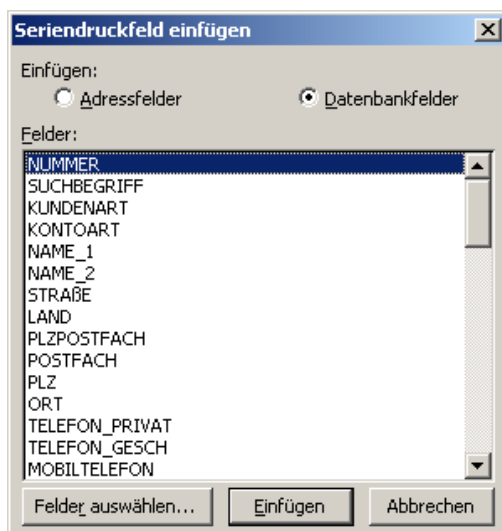 Seriendruckfeld einfügen
Einfügen:
Adressfelder Datenbankfelder
Felder:
NUMMER
SUCHBEGRIFF
KUNDENART
KONTOART
NAME_1
NAME_2
STRAßE
LAND
PLZPOSTFACH
POSTFACH
PLZ
ORT
TELEFON_PRIVAT
TELEFON_GESCH
MOBILTELEFON
Felder auswählen... Einfügen Abbrechen